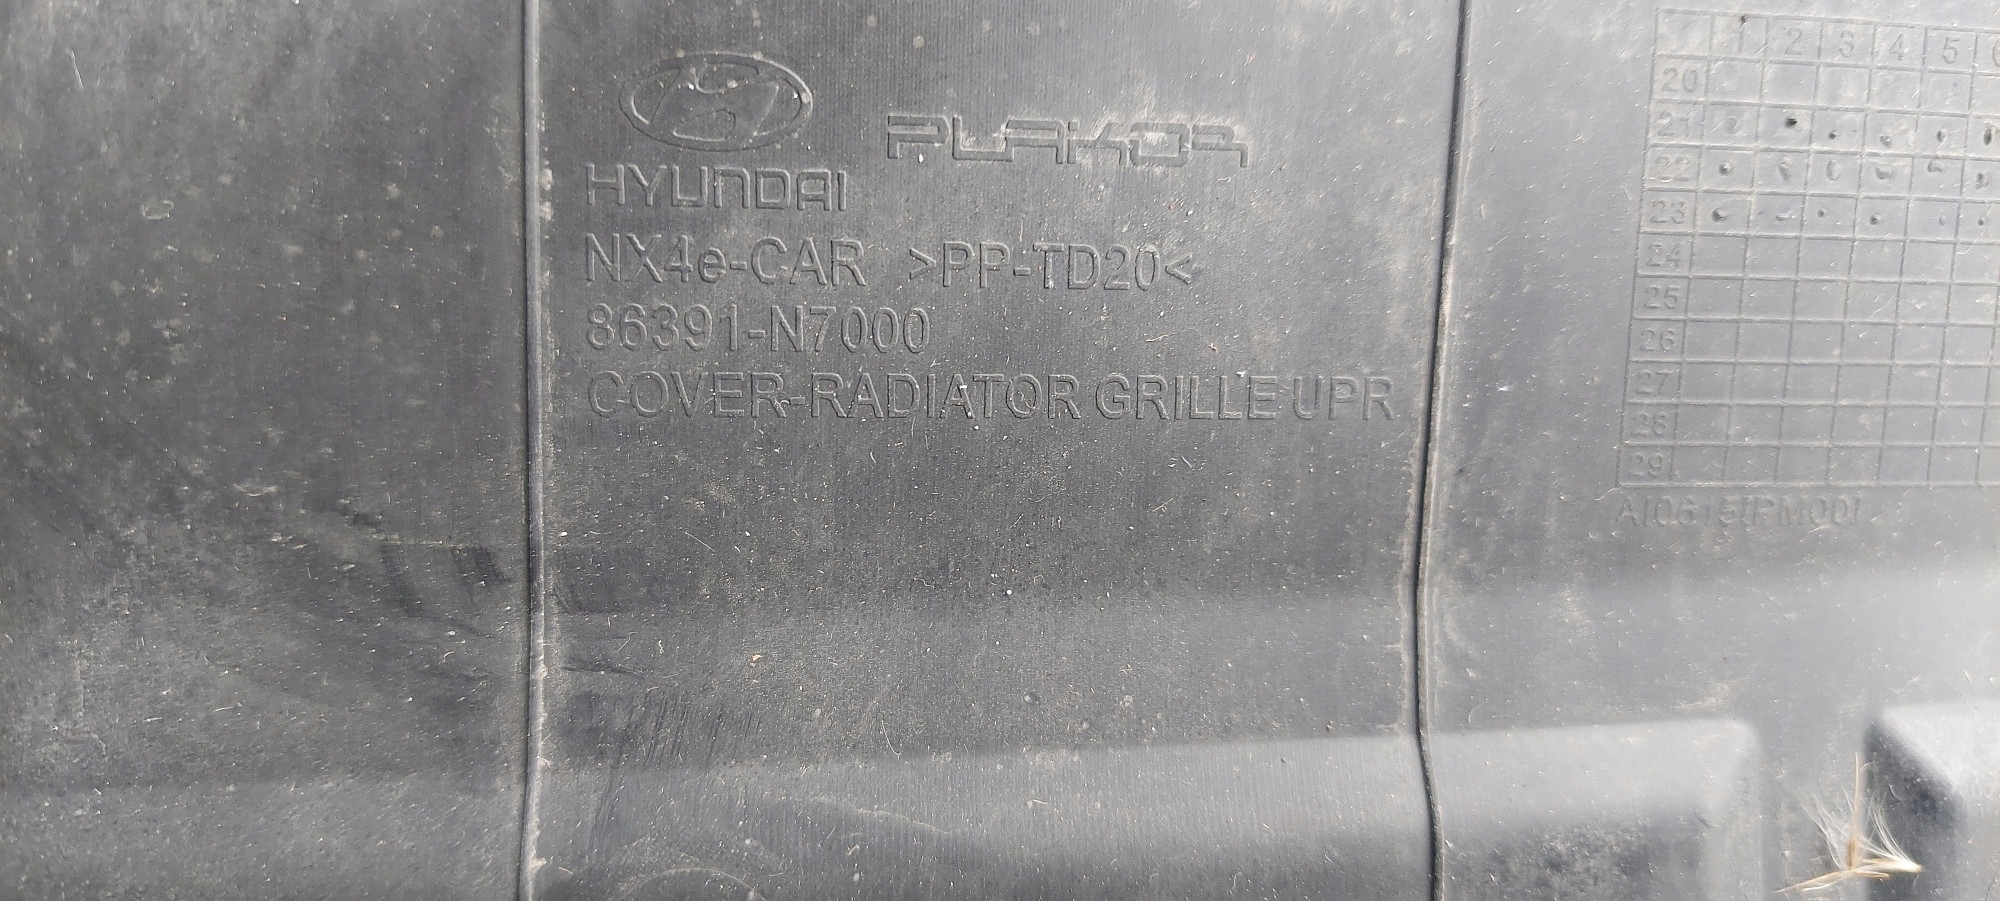 HYUNDAI
PLAKOR
NX4e-CAR >PP-TD20<
86391-N7000
COVER-RADIATOR GRILLE UPR
1 2 3 4 5 6
20
21
22
23
24
25
26
27
28
29